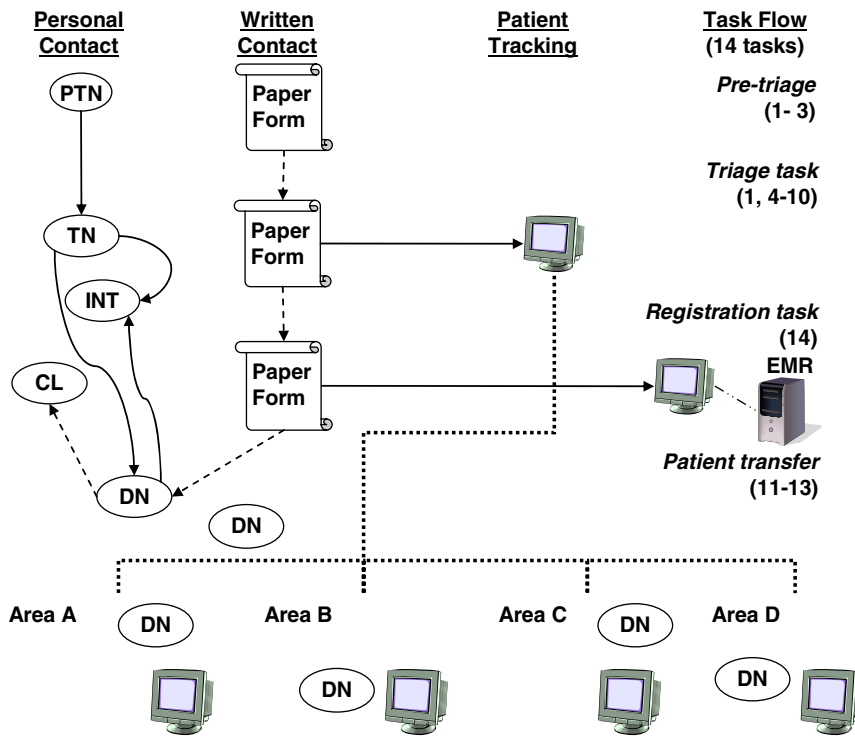 Personal Contact
Written Contact
Patient Tracking
Task Flow
(14 tasks)
PTN
Paper Form
Pre-triage
(1- 3)
Triage task
(1, 4-10)
TN
Paper Form
INT
Registration task
(14)
EMR
CL
Paper Form
Patient transfer
(11-13)
DN
DN
Area A
DN
Area B
Area C
DN
Area D
DN
DN